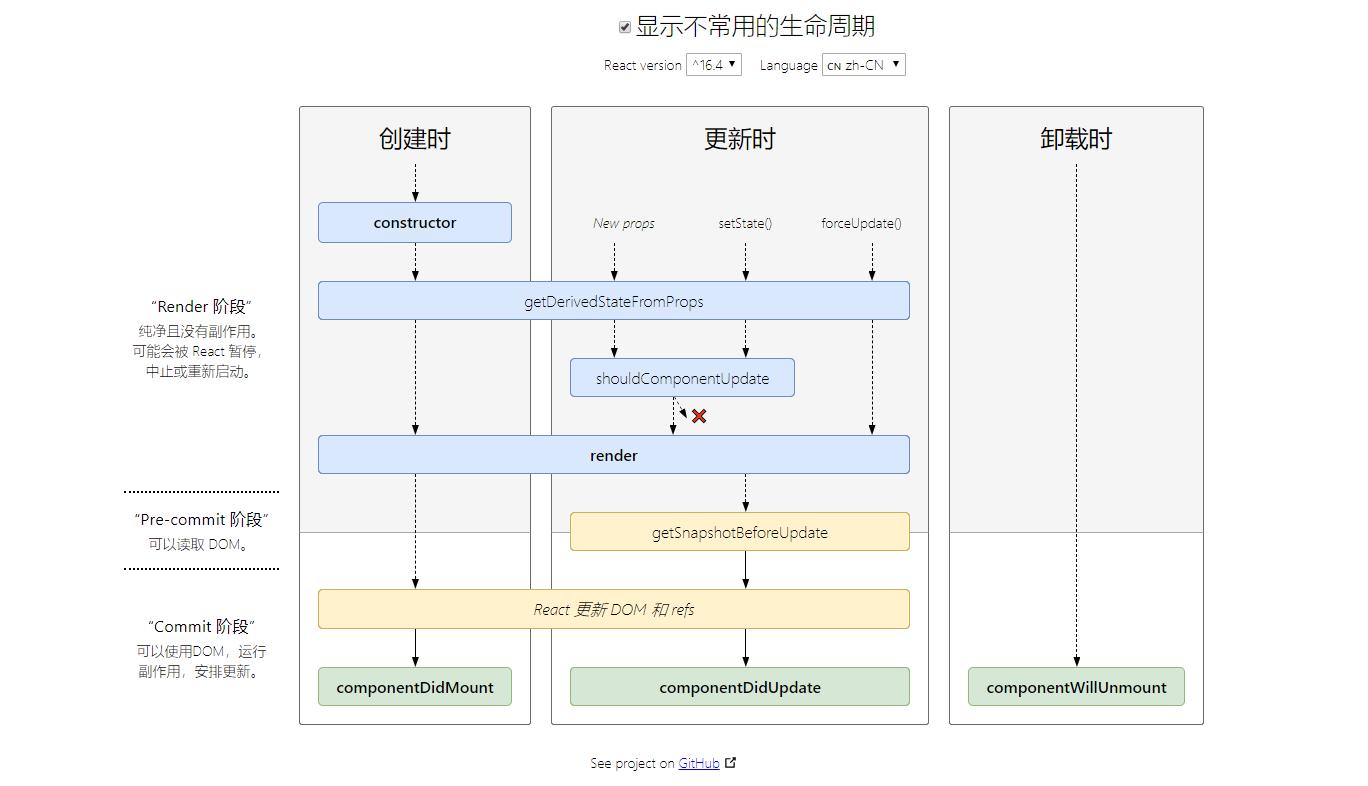 显示不常用的生命周期
React version ^16.4 Language CN zh-CN
创建时
更新时
卸载时
constructor
New props
setState()
forceUpdate()
getDerivedStateFromProps
“Render 阶段”
纯净且没有副作用。
可能会被 React 暂停，
中止或重新启动。
shouldComponentUpdate
render
“Pre-commit 阶段”
可以读取 DOM。
getSnapshotBeforeUpdate
React 更新 DOM 和 refs
“Commit 阶段”
可以使用DOM，运行
副作用，安排更新。
componentDidMount
componentDidUpdate
componentWillUnmount
See project on GitHub